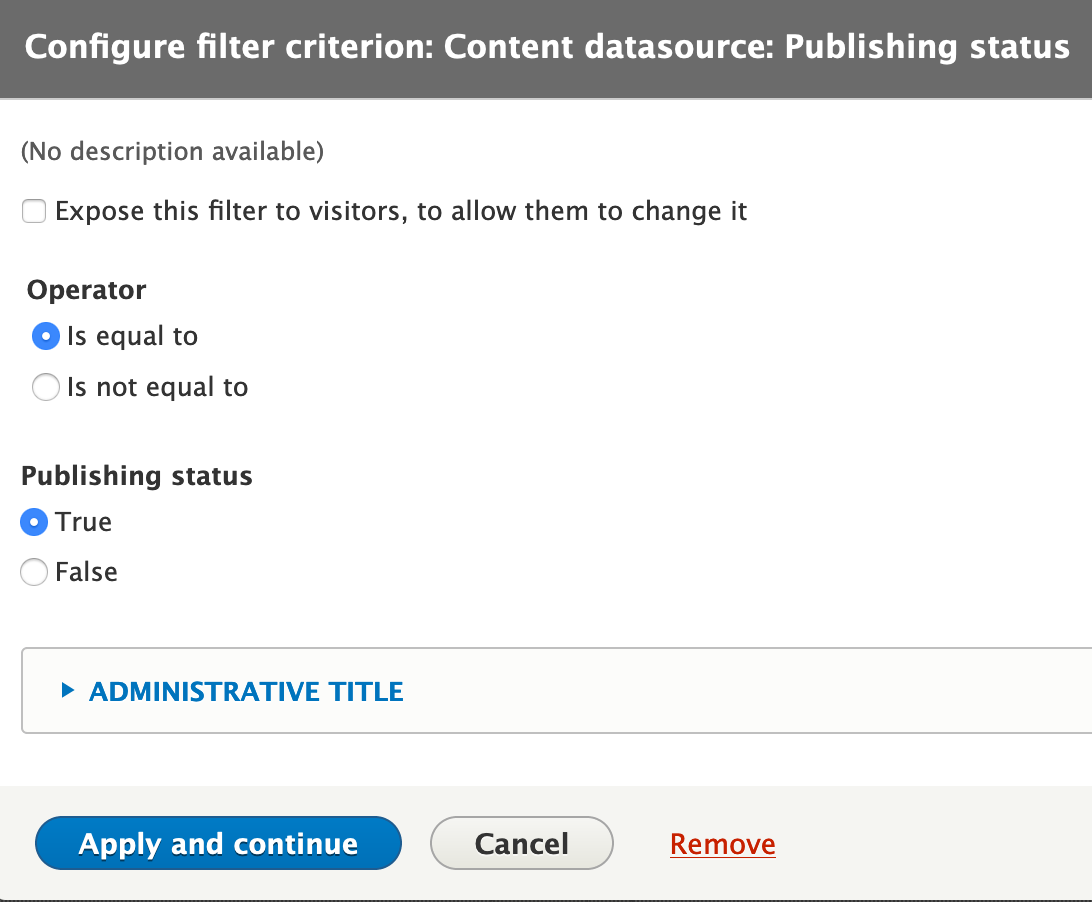 Configure filter criterion: Content datasource: Publishing status
(No description available)
Expose this filter to visitors, to allow them to change it
Operator
Is equal to
Is not equal to
Publishing status
True
False
ADMINISTRATIVE TITLE
Apply and continue
Cancel
Remove